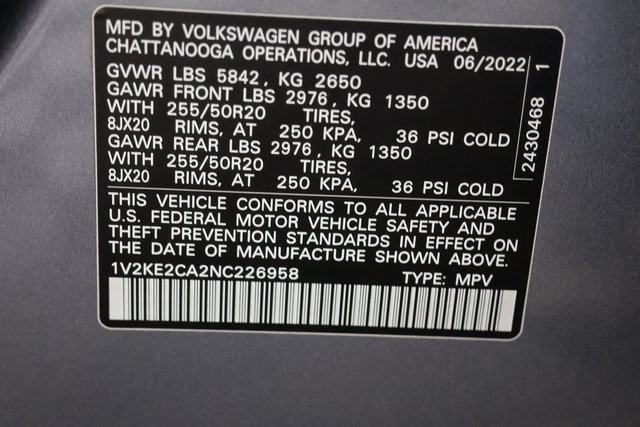 MFD BY VOLKSWAGEN GROUP OF AMERICA
CHATTANOOGA OPERATIONS, LLC. USA 06/2022
GVWR LBS 5842, KG 2650
GAWR FRONT LBS 2976, KG 1350
WITH 255/50R20 TIRES,
8JX20 RIMS, AT 250 KPA, 36 PSI COLD
GAWR REAR LBS 2976, KG 1350
WITH 255/50R20 TIRES,
8JX20 RIMS, AT 250 KPA, 36 PSI COLD
THIS VEHICLE CONFORMS TO ALL APPLICABLE
U.S. FEDERAL MOTOR VEHICLE SAFETY AND
THEFT PREVENTION STANDARDS IN EFFECT ON
THE DATE OF MANUFACTURE SHOWN ABOVE.
1V2KE2CA2NC226958 TYPE: MPV
2430468 1